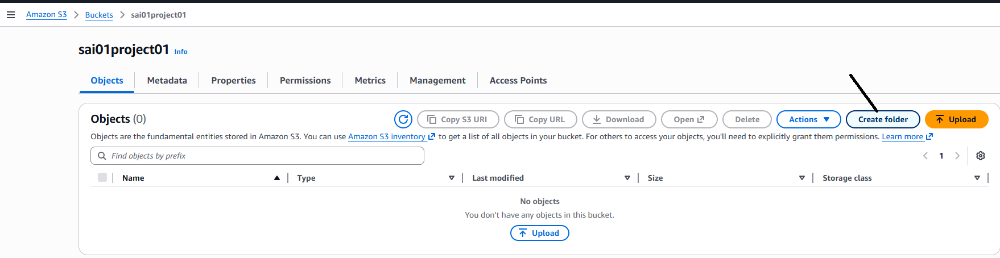 Amazon S3 > Buckets > sai01project01
sai01project01 Info
Objects Metadata Properties Permissions Metrics Management Access Points
Objects (0) Copy S3 URI Copy URL Download Open Delete Actions Create folder Upload
Objects are the fundamental entities stored in Amazon S3. You can use Amazon S3 inventory to get a list of all objects in your bucket. For others to access your objects, you'll need to explicitly grant them permissions. Learn more
Find objects by prefix 1
Name Type Last modified Size Storage class
No objects
You don't have any objects in this bucket.
Upload